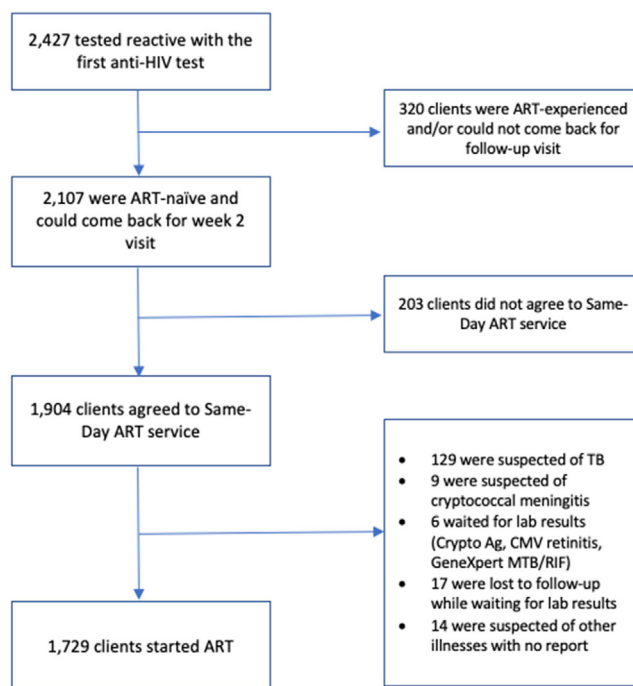 2,427 tested reactive with the
first anti-HIV test
320 clients were ART-experienced
and/or could not come back for
follow-up visit
2,107 were ART-naïve and
could come back for week 2
visit
203 clients did not agree to Same-
Day ART service
1,904 clients agreed to Same-
Day ART service
• 129 were suspected of TB
• 9 were suspected of
cryptococcal meningitis
• 6 waited for lab results
(Crypto Ag, CMV retinitis,
GeneXpert MTB/RIF)
• 17 were lost to follow-up
while waiting for lab results
• 14 were suspected of other
illnesses with no report
1,729 clients started ART